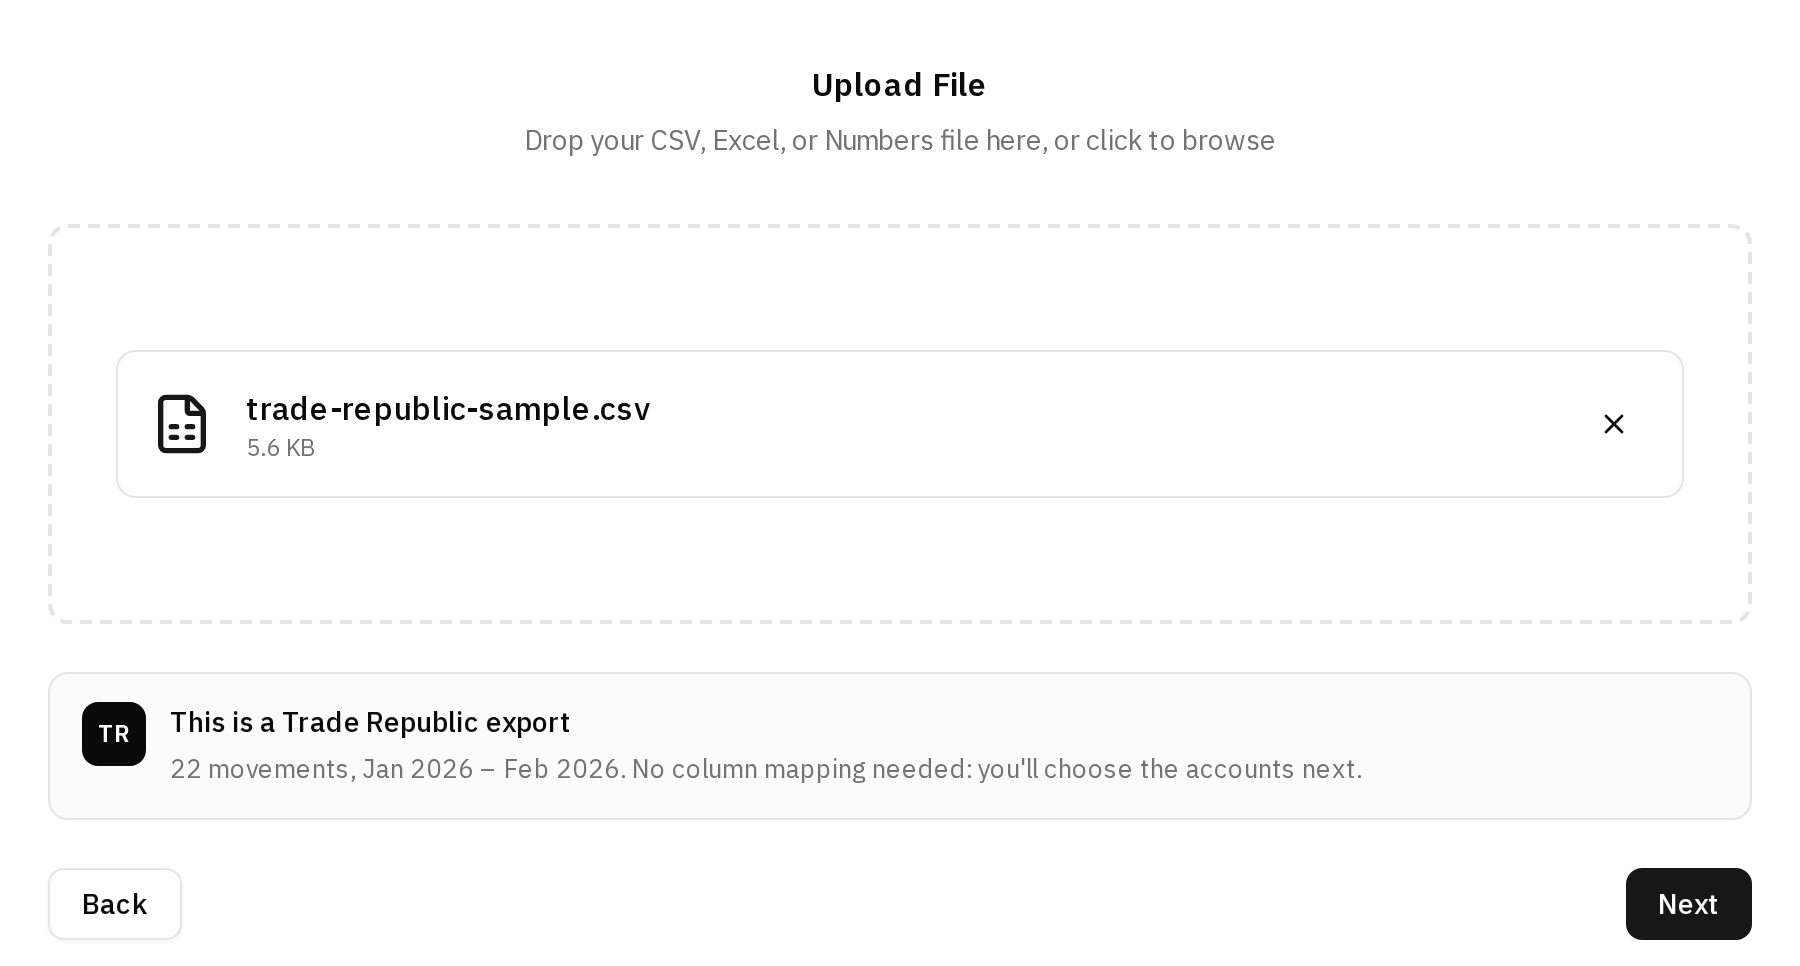 Upload File
Drop your CSV, Excel, or Numbers file here, or click to browse
trade-republic-sample.csv
5.6 KB
TR
This is a Trade Republic export
22 movements, Jan 2026 – Feb 2026. No column mapping needed: you'll choose the accounts next.
Back
Next